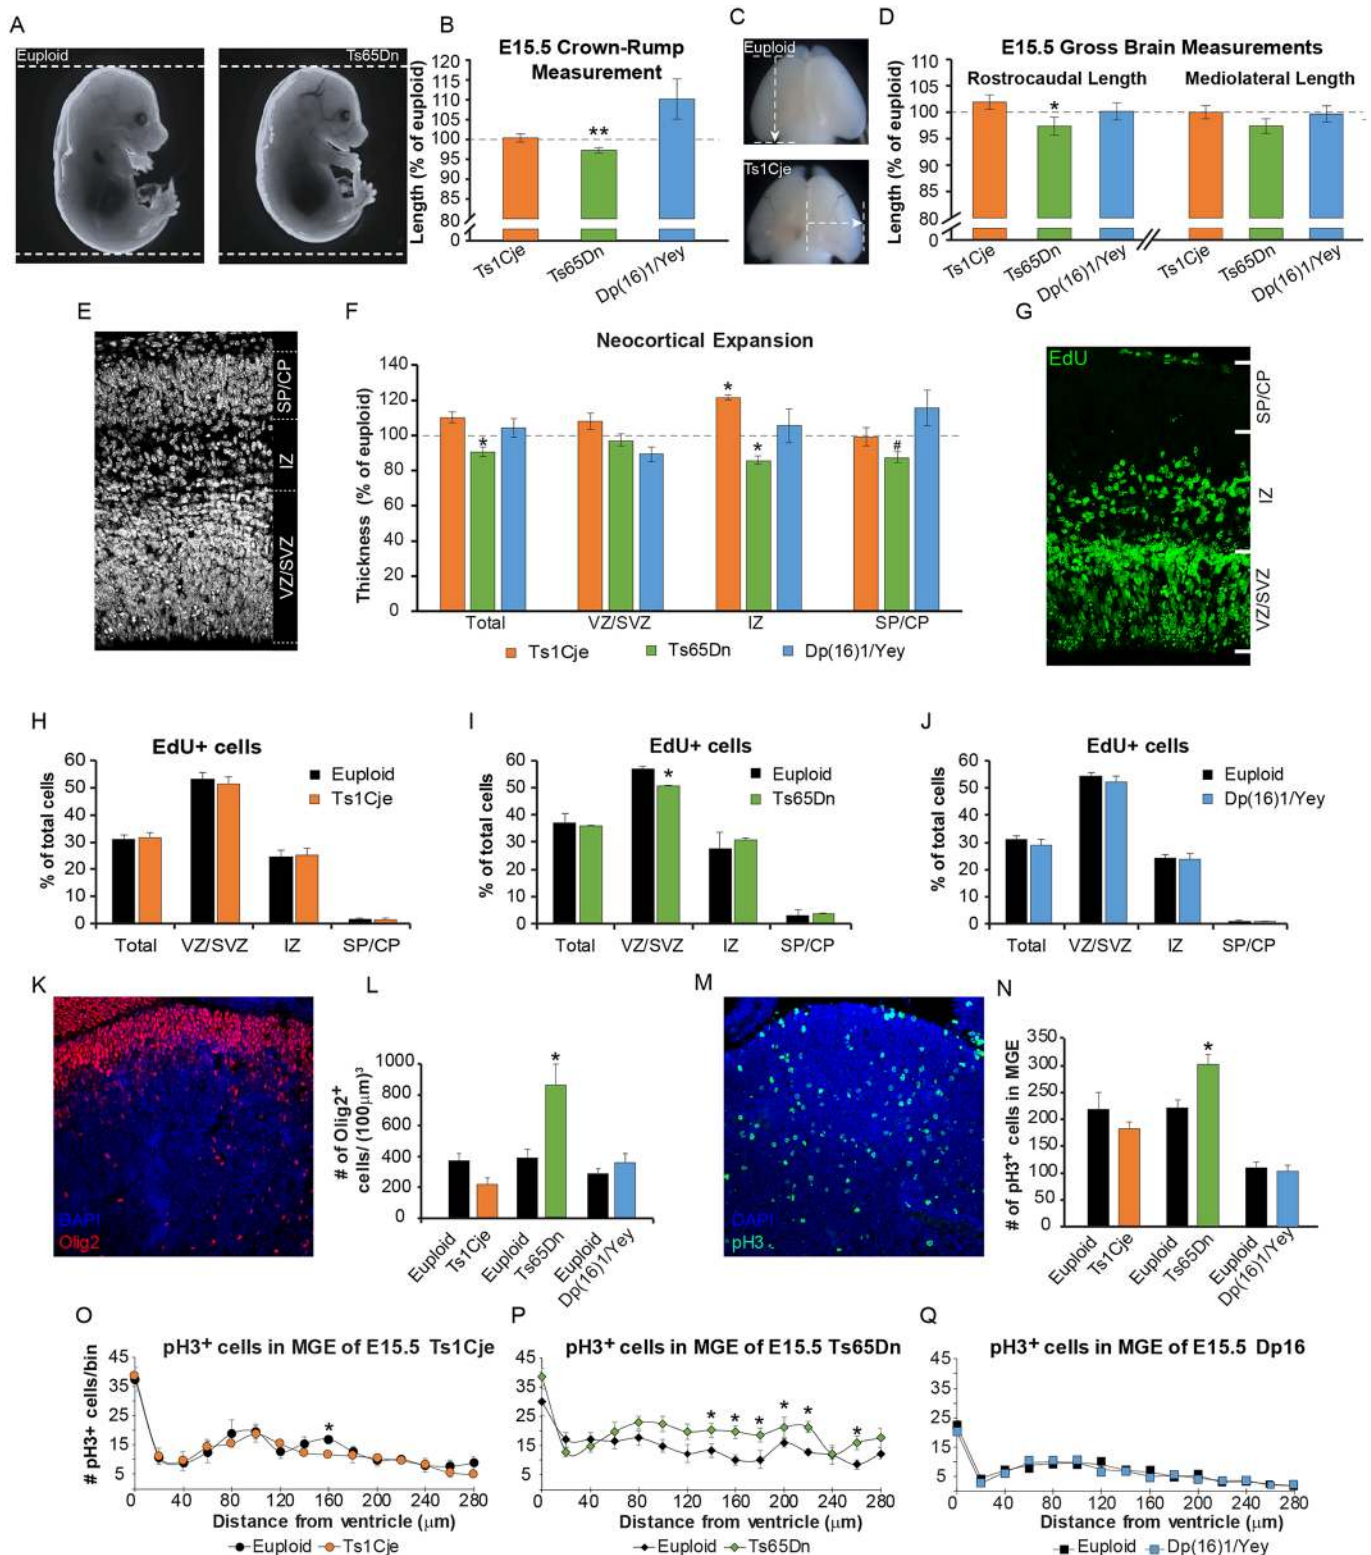 A
Euploid
Ts65Dn
B
E15.5 Crown-Rump
Measurement
Length (% of euploid)
120
115
110
105
100
95
90
85
80
0
**
Ts1Cje
Ts65Dn
Dp(16)1/Yey
C
Euploid
Ts1Cje
D
E15.5 Gross Brain Measurements
Rostrocaudal Length
Mediolateral Length
Length (% of euploid)
110
105
100
95
90
85
80
0
*
Ts1Cje
Ts65Dn
Dp(16)1/Yey
Ts1Cje
Ts65Dn
Dp(16)1/Yey
E
SP/CP
IZ
VZ/SVZ
F
Neocortical Expansion
Thickness (% of euploid)
140
120
100
80
60
40
20
0
*
*
*
#
Total
VZ/SVZ
IZ
SP/CP
Ts1Cje
Ts65Dn
Dp(16)1/Yey
G
EdU
SP/CP
IZ
VZ/SVZ
H
EdU+ cells
% of total cells
60
50
40
30
20
10
0
Euploid
Ts1Cje
Total
VZ/SVZ
IZ
SP/CP
I
EdU+ cells
% of total cells
60
50
40
30
20
10
0
*
Euploid
Ts65Dn
Total
VZ/SVZ
IZ
SP/CP
J
EdU+ cells
% of total cells
60
50
40
30
20
10
0
Euploid
Dp(16)1/Yey
Total
VZ/SVZ
IZ
SP/CP
K
DAPI
Olig2
L
# of Olig2⁺
cells/ (100μm)³
1000
800
600
400
200
0
*
Euploid
Ts1Cje
Euploid
Ts65Dn
Euploid
Dp(16)1/Yey
M
DAPI
pH3
N
# of pH3⁺ cells in MGE
350
300
250
200
150
100
50
0
*
Euploid
Ts1Cje
Euploid
Ts65Dn
Euploid
Dp(16)1/Yey
O
pH3⁺ cells in MGE of E15.5 Ts1Cje
# pH3+ cells/bin
45
35
25
15
5
*
0
40
80
120
160
200
240
280
Distance from ventricle (μm)
Euploid
Ts1Cje
P
pH3⁺ cells in MGE of E15.5 Ts65Dn
45
35
25
15
5
* * * * * *
0
40
80
120
160
200
240
280
Distance from ventricle (μm)
Euploid
Ts65Dn
Q
pH3⁺ cells in MGE of E15.5 Dp16
45
35
25
15
5
0
40
80
120
160
200
240
280
Distance from ventricle (μm)
Euploid
Dp(16)1/Yey